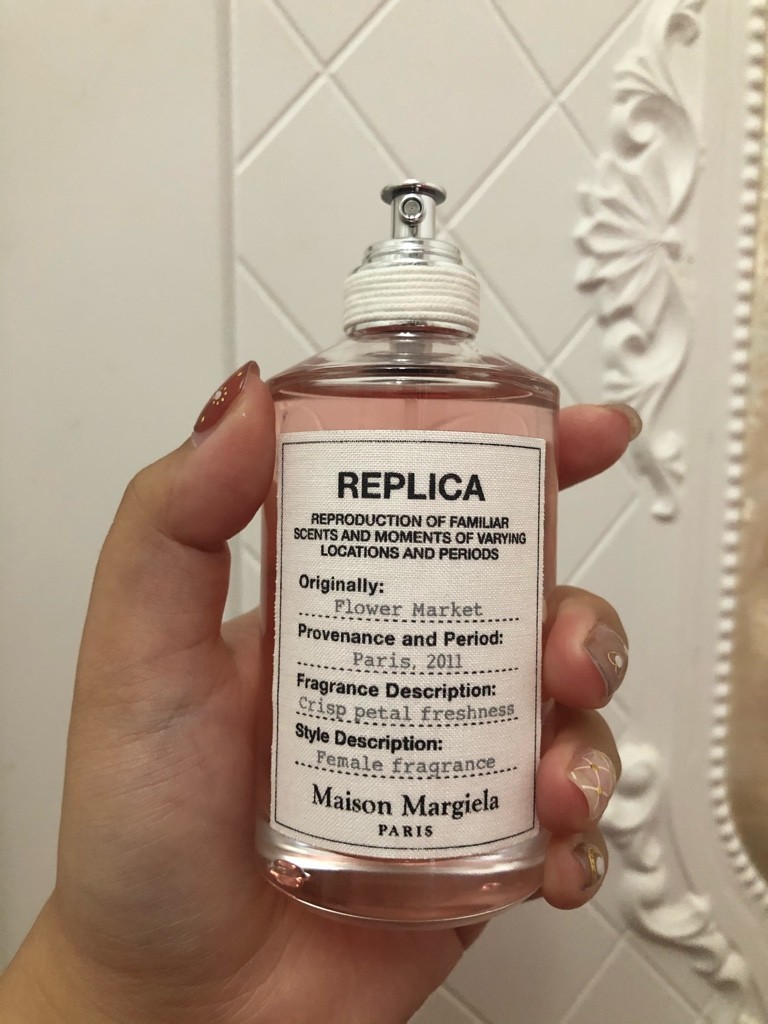 REPLICA
REPRODUCTION OF FAMILIAR
SCENTS AND MOMENTS OF VARYING
LOCATIONS AND PERIODS
Originally:
Flower Market
Provenance and Period:
Paris, 2011
Fragrance Description:
Crisp petal freshness
Style Description:
Female fragrance
Maison Margiela
PARIS